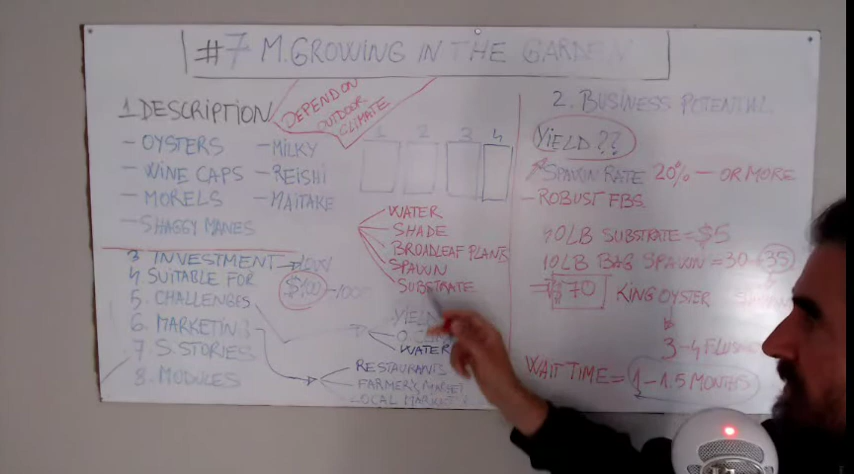 #7 M.GROWING IN THE GARDEN
1. DESCRIPTION
DEPEND ON
OUTDOOR
CLIMATE
- OYSTERS
- WINE CAPS
- MORELS
- SHAGGY MANES
- MILKY
- REISHI
- MAITAKE
1 2 3 4
WATER
SHADE
BROADLEAF PLANTS
SPAWN
SUBSTRATE
3 INVESTMENT → LOW
$100 - 1000
4 SUITABLE FOR
5. CHALLENGES
6. MARKETING
7 S. STORIES
8. MODULES
YIELD
WATER
RESTAURANTS
FARMER'S MARKET
LOCAL MARKET
2. BUSINESS POTENTIAL
YIELD??
SPAWN RATE 20% — OR MORE
- ROBUST FBS
10LB SUBSTRATE = $5
10LB BAG SPAWN = 30 - 35
= $70 KING OYSTER
3-4 FLUSHES
WAIT TIME = 1-1.5 MONTHS